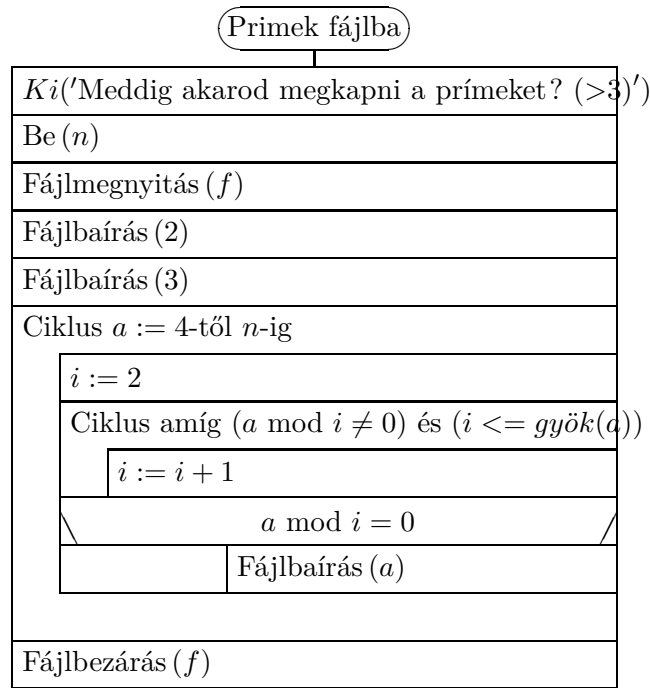 Primek fájlba
Ki('Meddig akarod megkapni a prímeket? (>3)')
Be (n)
Fájlmegnyitás (f)
Fájlbaírás (2)
Fájlbaírás (3)
Ciklus a := 4-től n-ig
i := 2
Ciklus amíg (a mod i ≠ 0) és (i <= gyök(a))
i := i + 1
a mod i = 0
Fájlbaírás (a)
Fájlbezárás (f)